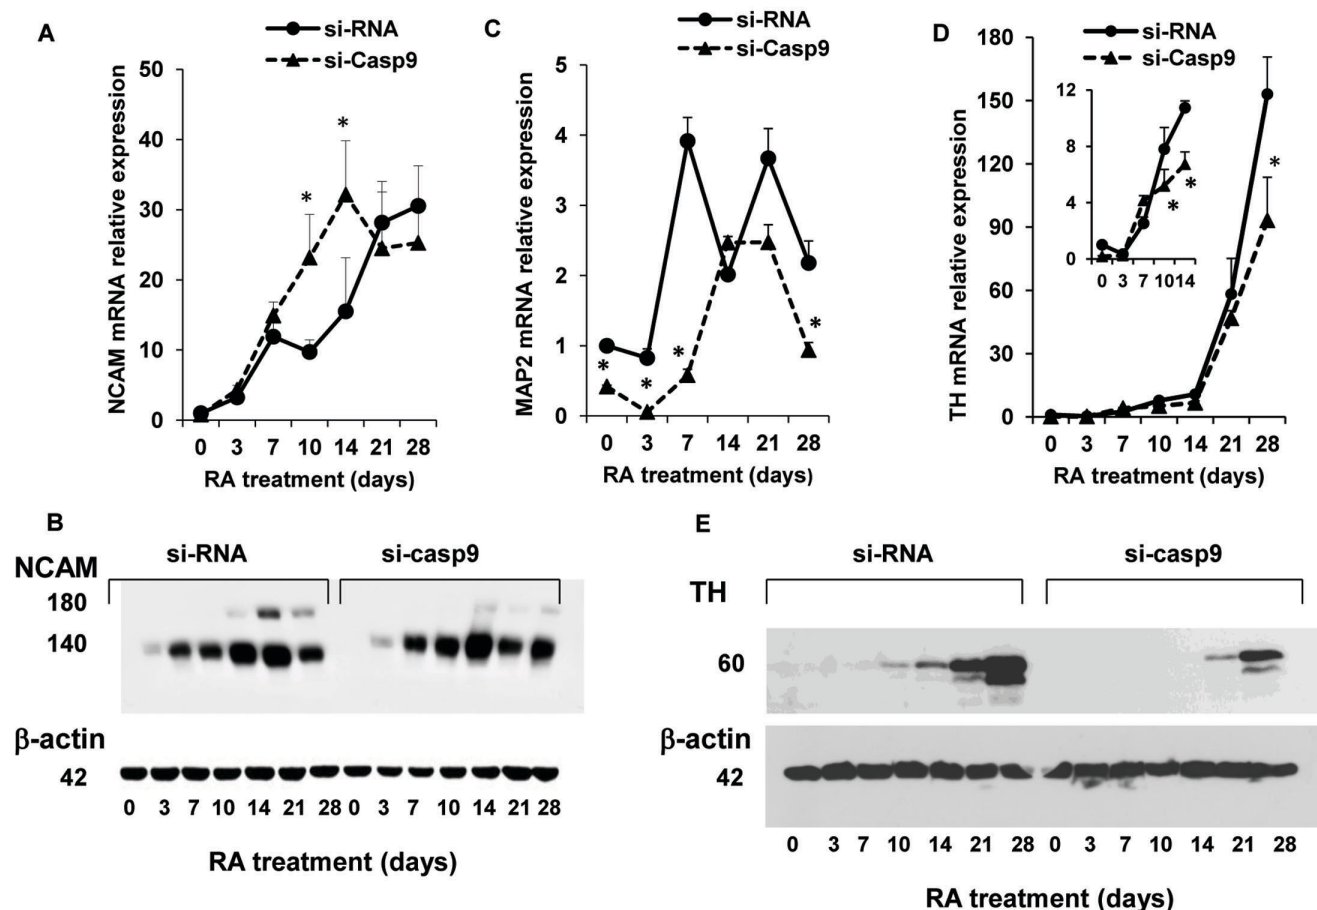 A
si-RNA
si-Casp9
NCAM mRNA relative expression
50
40
30
20
10
0
*
*
0 3 7 10 14 21 28
RA treatment (days)
C
si-RNA
si-Casp9
MAP2 mRNA relative expression
5
4
3
2
1
0
*
*
*
*
0 3 7 14 21 28
RA treatment (days)
D
si-RNA
si-Casp9
TH mRNA relative expression
180
150
120
90
60
30
0
12
8
4
0
*
*
0 3 7 10 14
*
0 3 7 10 14 21 28
RA treatment (days)
B
si-RNA si-casp9
NCAM
180
140
β-actin
42
0 3 7 10 14 21 28 0 3 7 10 14 21 28
RA treatment (days)
E
si-RNA si-casp9
TH
60
β-actin
42
0 3 7 10 14 21 28 0 3 7 10 14 21 28
RA treatment (days)